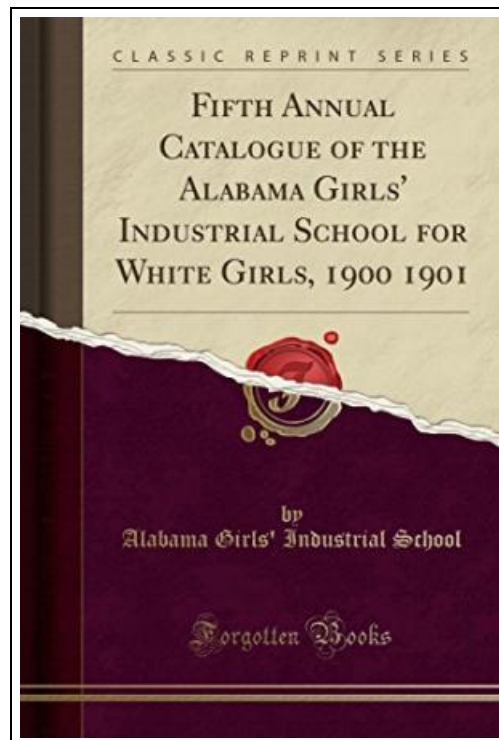 CLASSIC REPRINT SERIES
FIFTH ANNUAL
CATALOGUE OF THE
ALABAMA GIRLS'
INDUSTRIAL SCHOOL FOR
WHITE GIRLS, 1900 1901
by
Alabama Girls' Industrial School
Forgotten Books